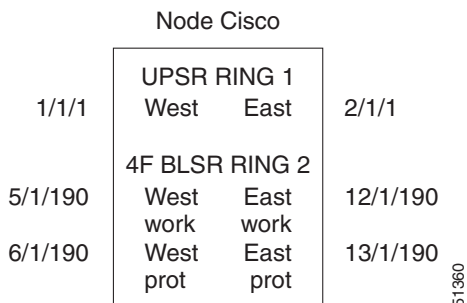 Node Cisco
UPSR RING 1
1/1/1 West East 2/1/1
4F BLSR RING 2
5/1/190 West East 12/1/190
work work
6/1/190 West East 13/1/190
prot prot